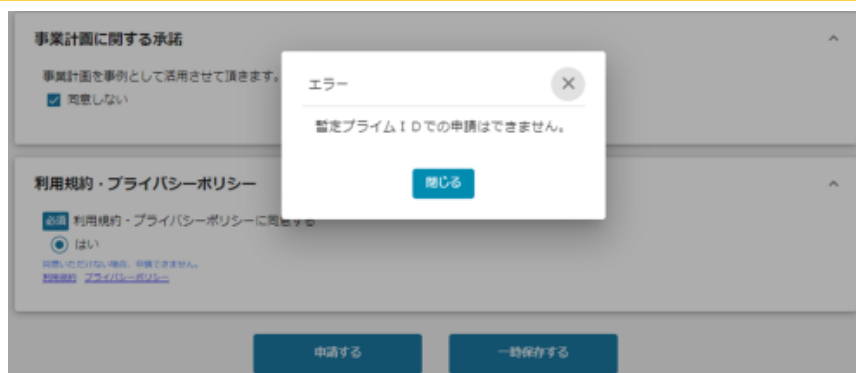 事業計画に関する承諾
事業計画を事例として活用させて頂きます。
同意しない
エラー
暫定プライムIDでの申請はできません。
閉じる
利用規約・プライバシーポリシー
必須 利用規約・プライバシーポリシーに同意する
はい
同意いただけない場合、申請できません。
利用規約 プライバシーポリシー
申請する
一時保存する